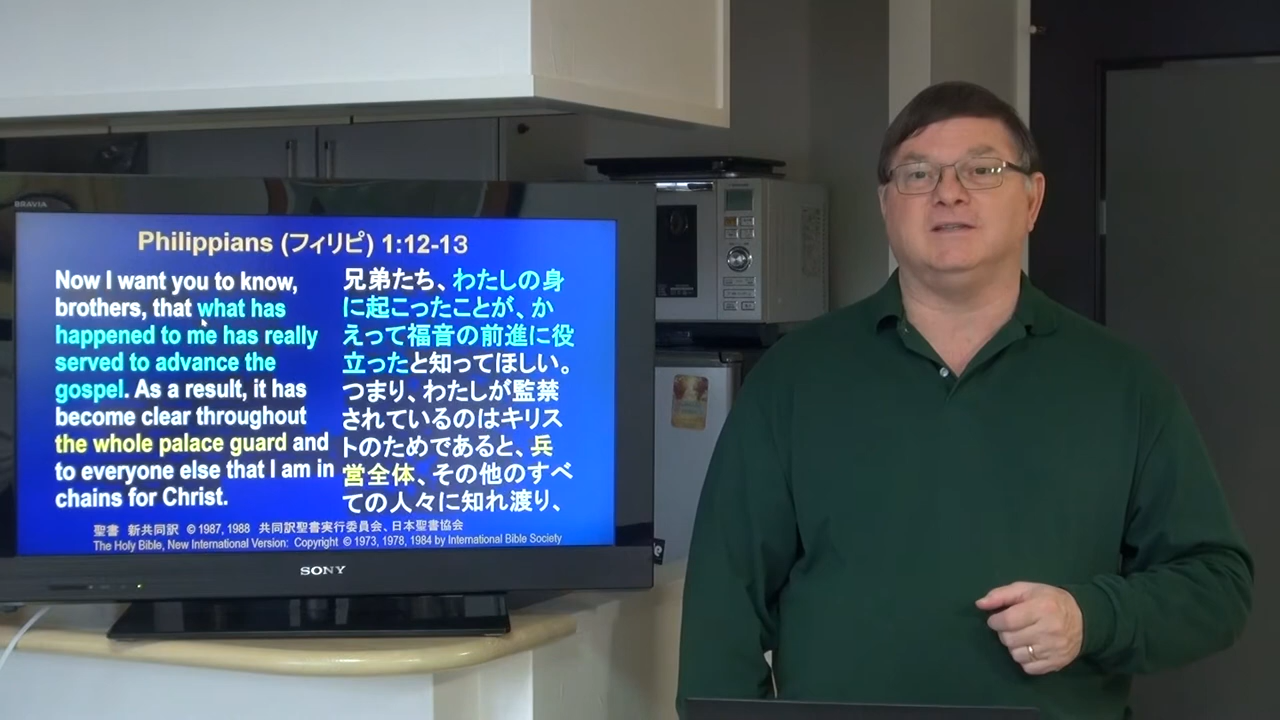 BRAVIA
Philippians (フィリピ) 1:12-13
Now I want you to know,
brothers, that what has
happened to me has really
served to advance the
gospel. As a result, it has
become clear throughout
the whole palace guard and
to everyone else that I am in
chains for Christ.
兄弟たち、わたしの身
に起こったことが、か
えって福音の前進に役
立ったと知ってほしい。
つまり、わたしが監禁
されているのはキリス
トのためであると、兵
営全体、その他のすべ
ての人々に知れ渡り、
聖書 新共同訳 © 1987, 1988 共同訳聖書実行委員会、日本聖書協会
The Holy Bible, New International Version: Copyright © 1973, 1978, 1984 by International Bible Society
SONY